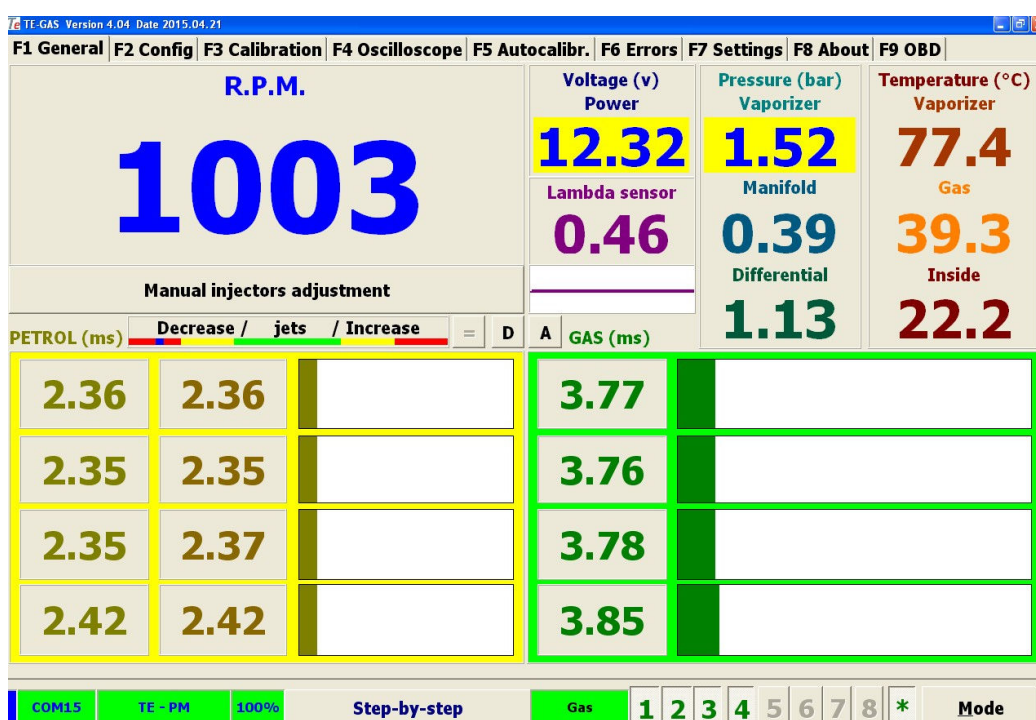 Te TE-GAS Version 4.04 Date 2015.04.21
F1 General F2 Config F3 Calibration F4 Oscilloscope F5 Autocalibr. F6 Errors F7 Settings F8 About F9 OBD
R.P.M.
1003
Voltage (v)
Power
12.32
Lambda sensor
0.46
Pressure (bar)
Vaporizer
1.52
Manifold
0.39
Differential
1.13
Temperature (°C)
Vaporizer
77.4
Gas
39.3
Inside
22.2
Manual injectors adjustment
PETROL (ms) Decrease / jets / Increase = D A GAS (ms)
2.36 2.36 3.77
2.35 2.35 3.76
2.35 2.37 3.78
2.42 2.42 3.85
COM15 TE - PM 100% Step-by-step Gas 1 2 3 4 5 6 7 8 * Mode